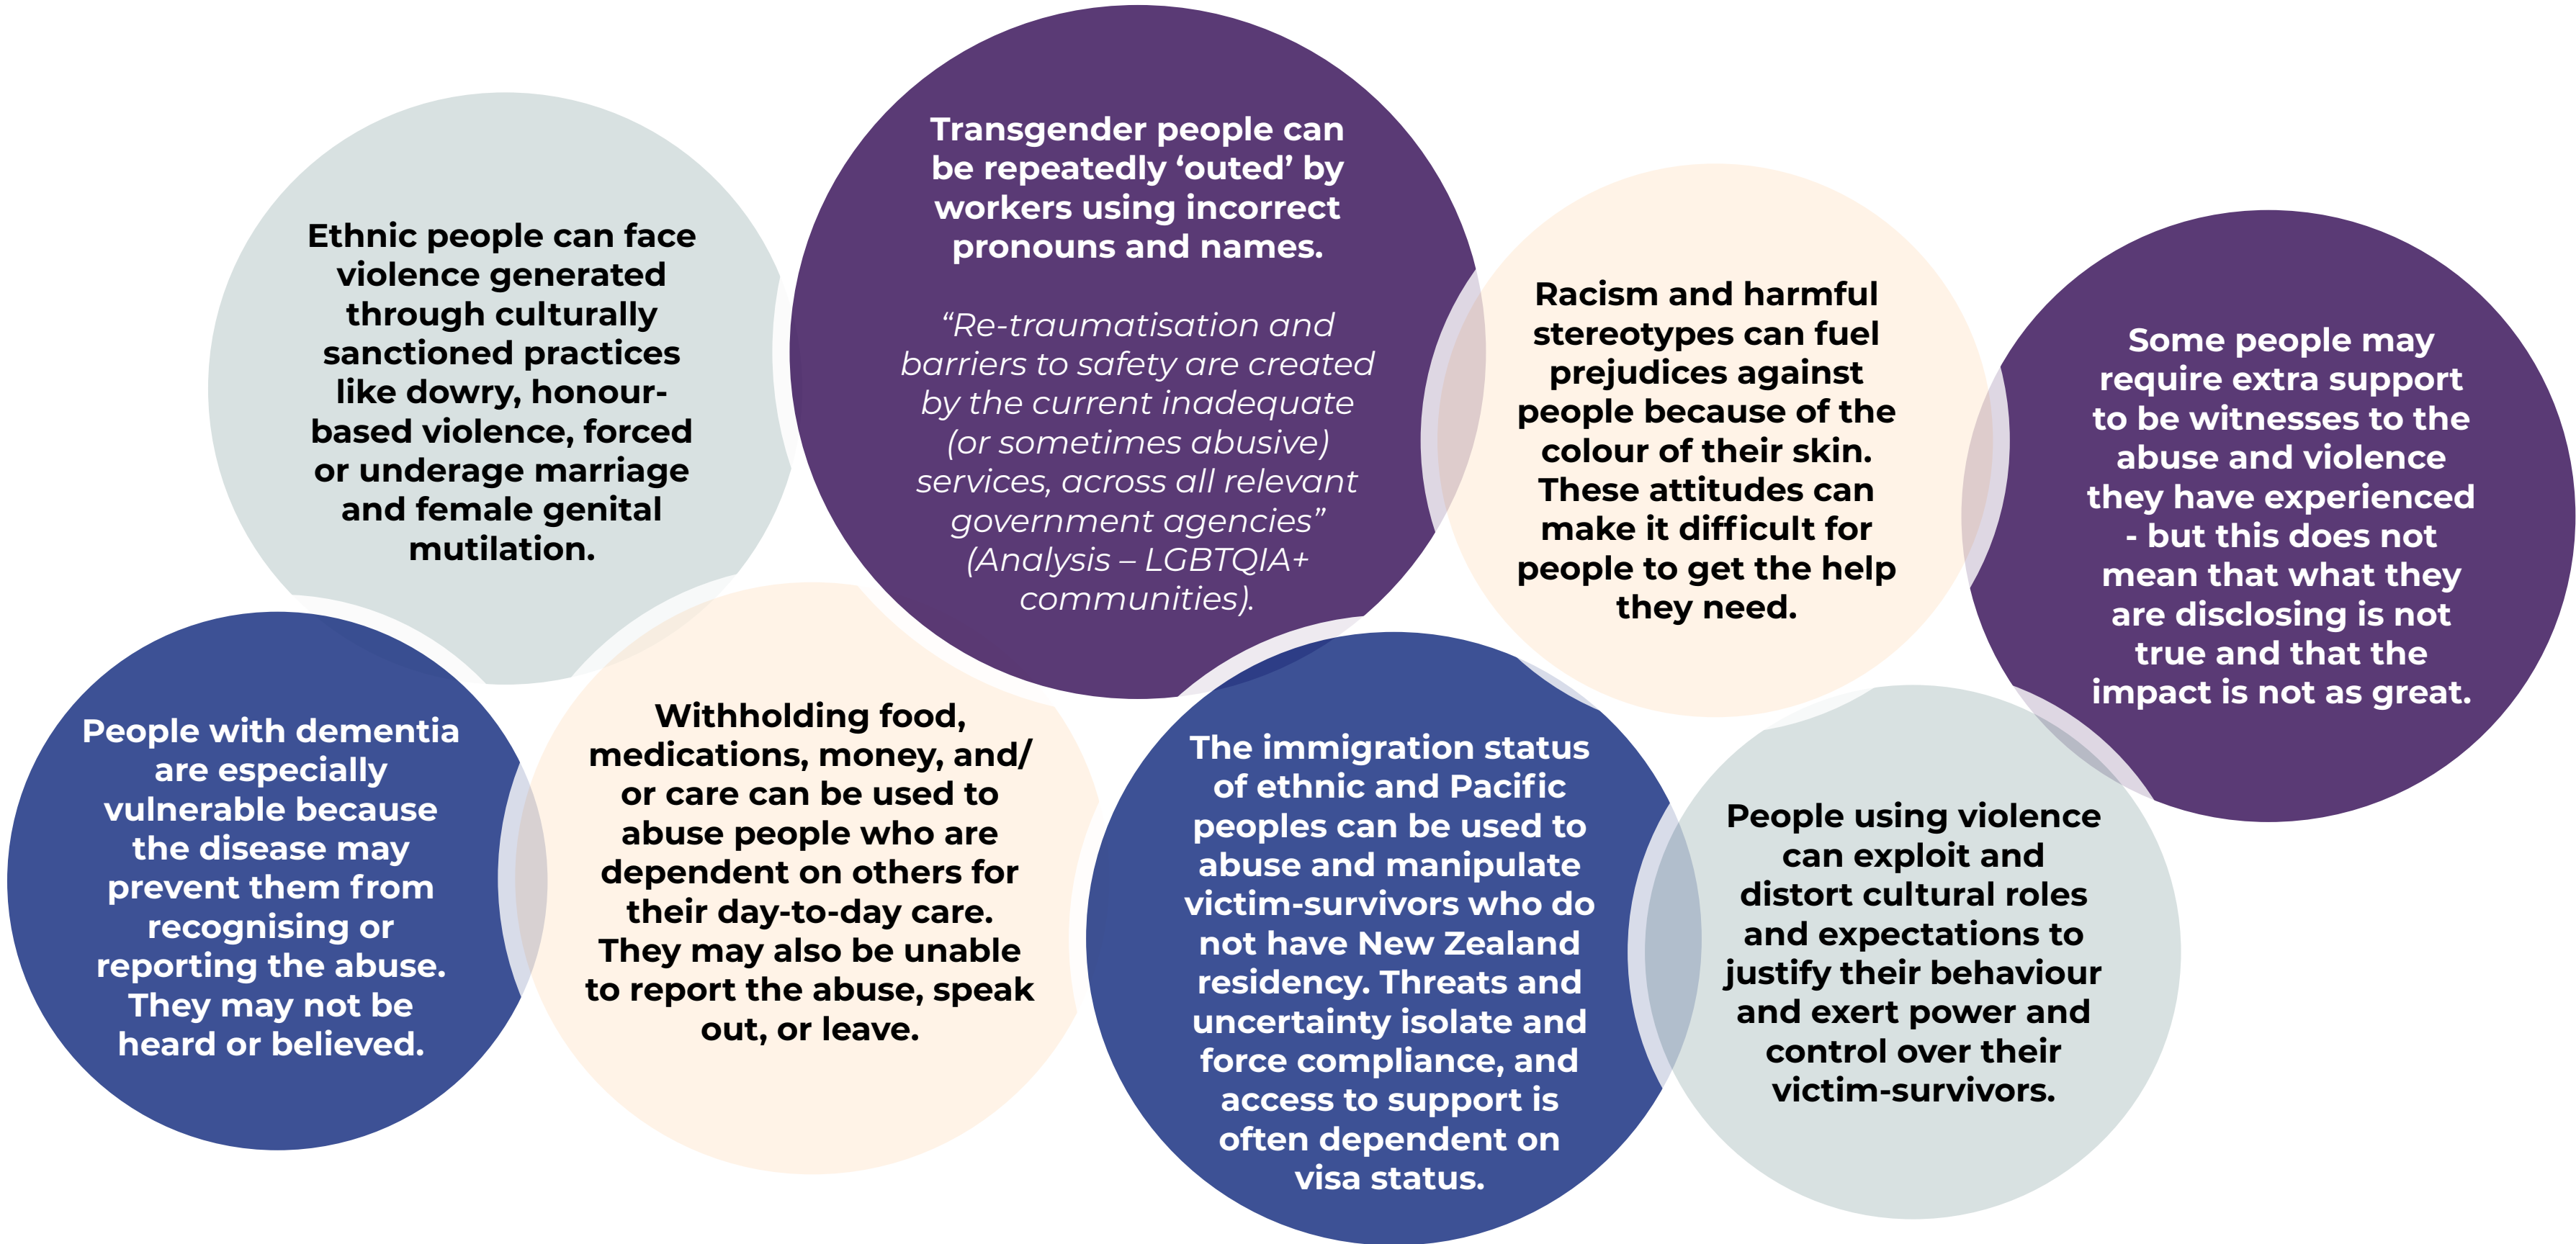 Ethnic people can face
violence generated
through culturally
sanctioned practices
like dowry, honour-
based violence, forced
or underage marriage
and female genital
mutilation.
Transgender people can
be repeatedly ‘outed’ by
workers using incorrect
pronouns and names.
“Re-traumatisation and
barriers to safety are created
by the current inadequate
(or sometimes abusive)
services, across all relevant
government agencies”
(Analysis – LGBTQIA+
communities).
Racism and harmful
stereotypes can fuel
prejudices against
people because of the
colour of their skin.
These attitudes can
make it difficult for
people to get the help
they need.
Some people may
require extra support
to be witnesses to the
abuse and violence
they have experienced
- but this does not
mean that what they
are disclosing is not
true and that the
impact is not as great.
People with dementia
are especially
vulnerable because
the disease may
prevent them from
recognising or
reporting the abuse.
They may not be
heard or believed.
Withholding food,
medications, money, and/
or care can be used to
abuse people who are
dependent on others for
their day-to-day care.
They may also be unable
to report the abuse, speak
out, or leave.
The immigration status
of ethnic and Pacific
peoples can be used to
abuse and manipulate
victim-survivors who do
not have New Zealand
residency. Threats and
uncertainty isolate and
force compliance, and
access to support is
often dependent on
visa status.
People using violence
can exploit and
distort cultural roles
and expectations to
justify their behaviour
and exert power and
control over their
victim-survivors.